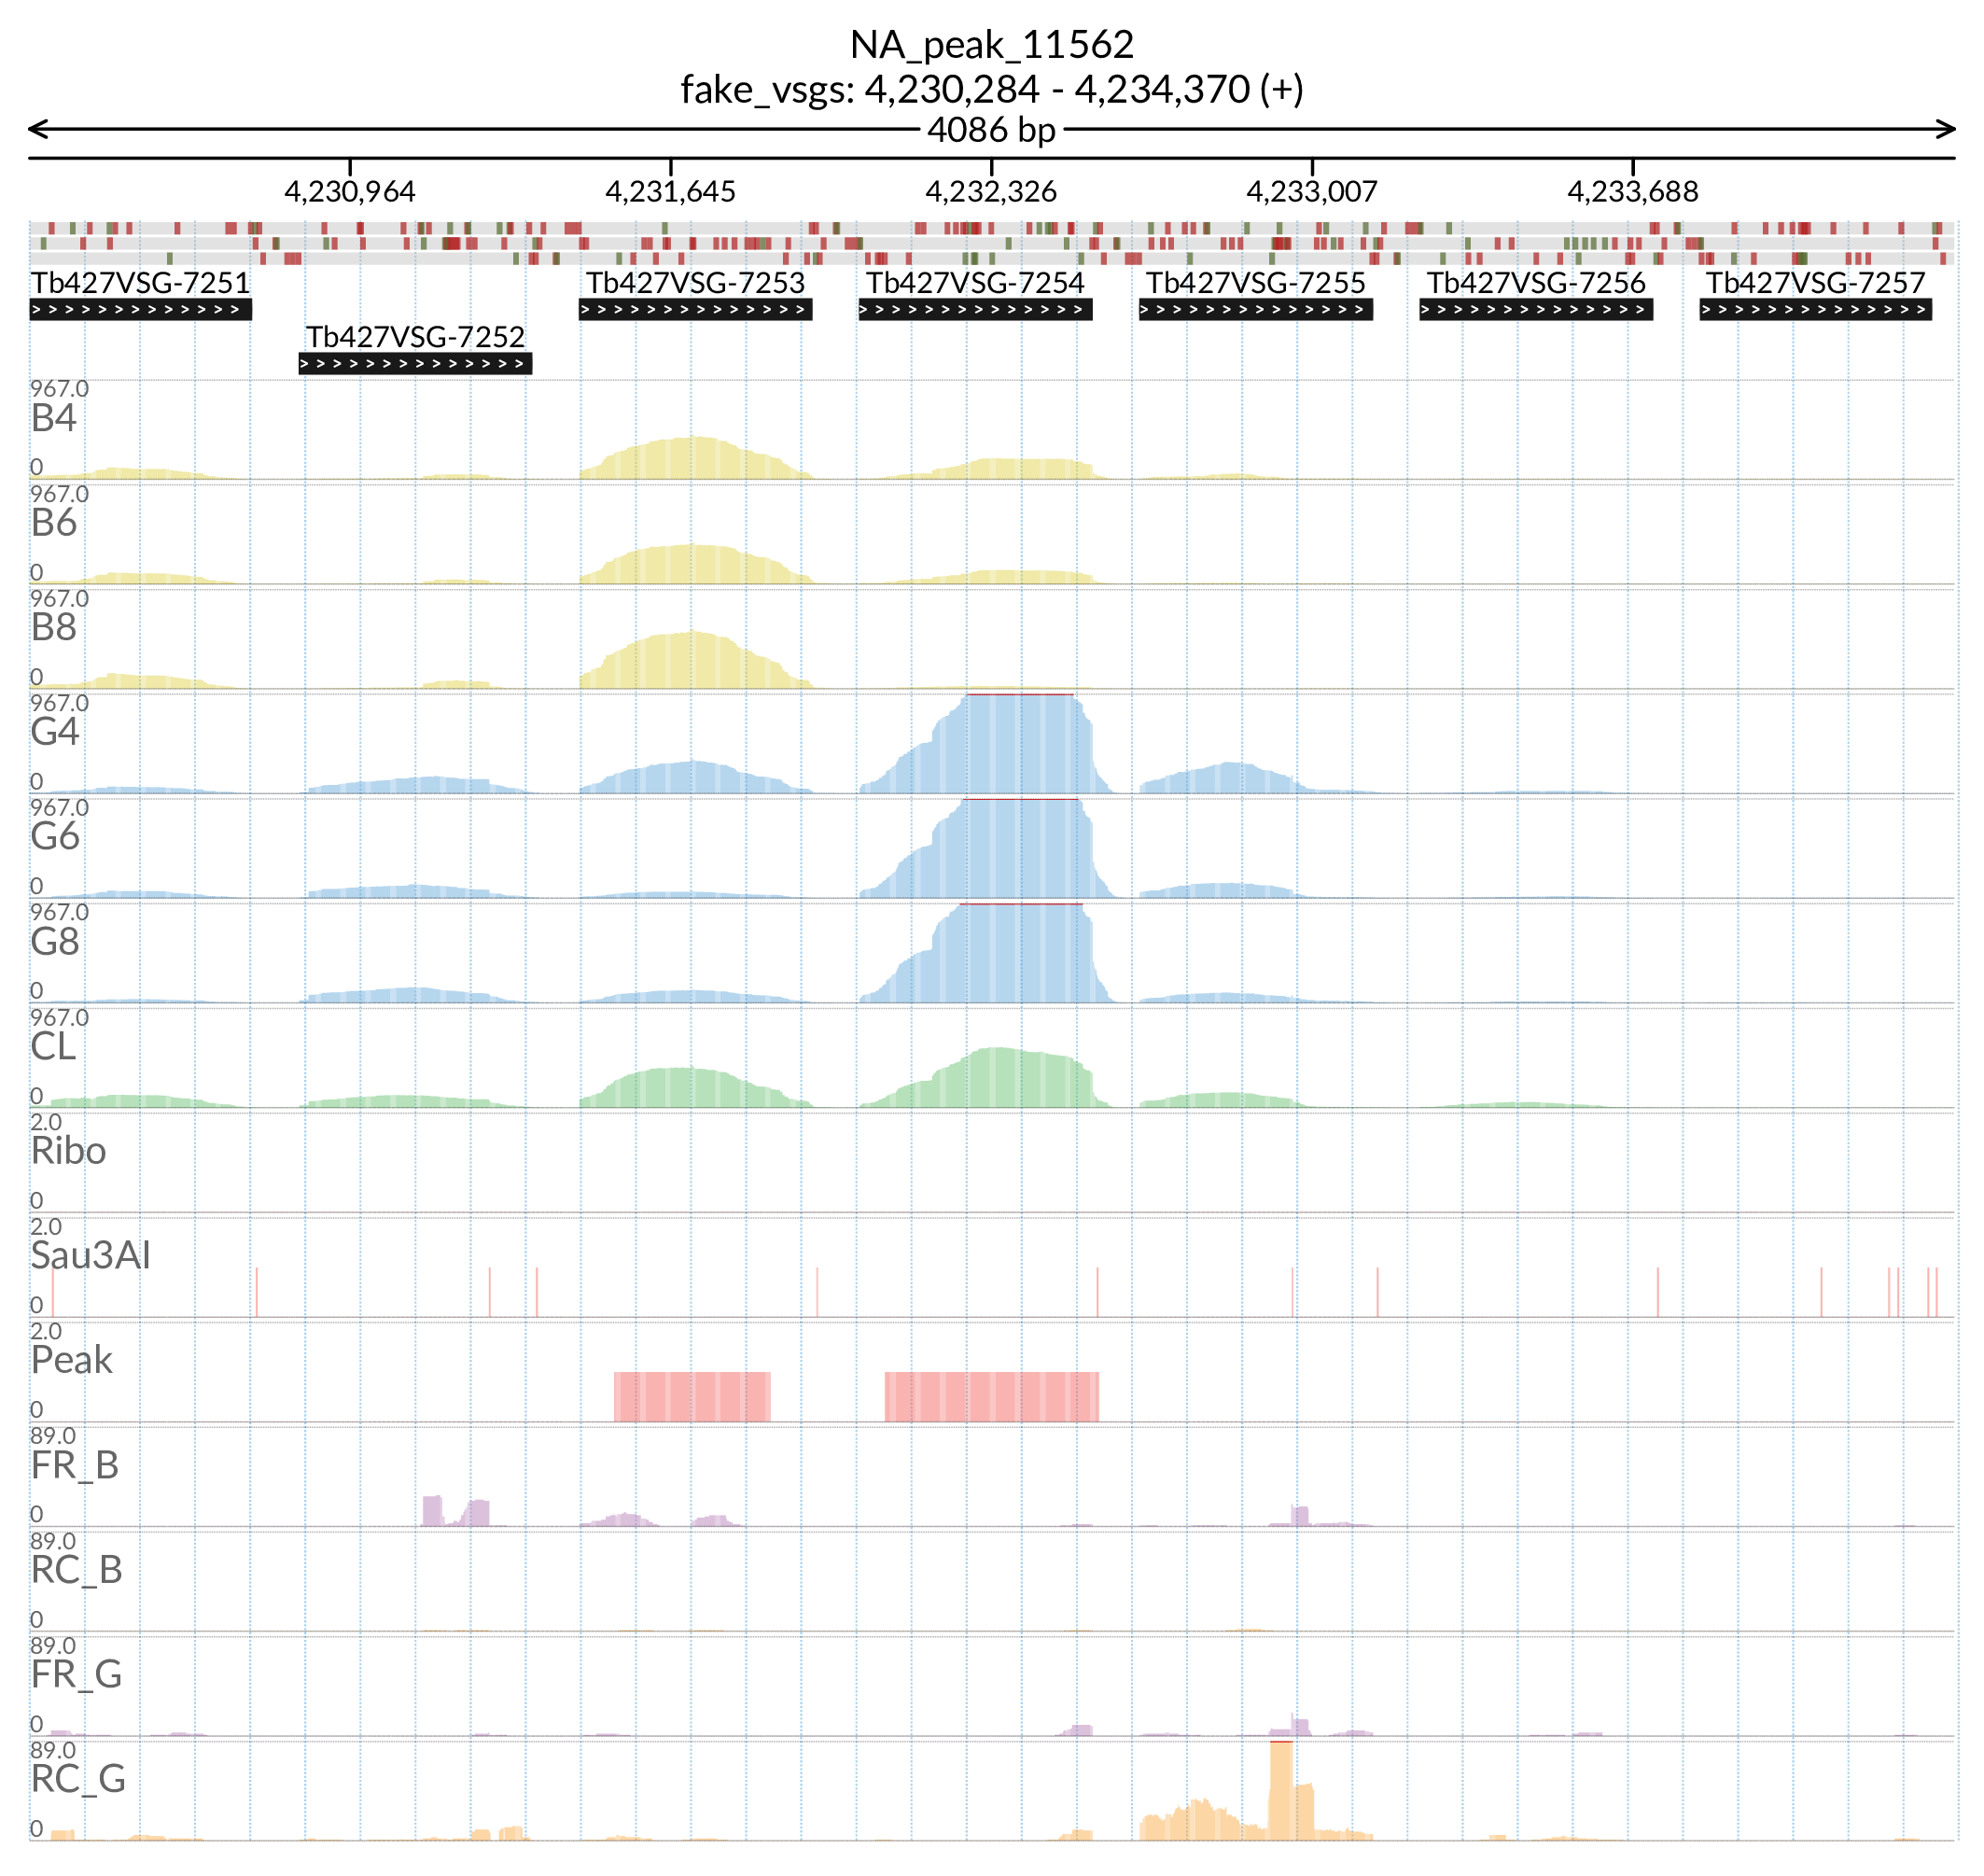 NA_peak_11562
fake_vsgs: 4,230,284 - 4,234,370 (+)
4086 bp
4,230,964 4,231,645 4,232,326 4,233,007 4,233,688
Tb427VSG-7251 Tb427VSG-7253 Tb427VSG-7254 Tb427VSG-7255 Tb427VSG-7256 Tb427VSG-7257
Tb427VSG-7252
967.0
B4
0
967.0
B6
0
967.0
B8
0
967.0
G4
0
967.0
G6
0
967.0
G8
0
967.0
CL
0
2.0
Ribo
0
2.0
Sau3AI
0
2.0
Peak
0
89.0
FR_B
0
89.0
RC_B
0
89.0
FR_G
0
89.0
RC_G
0